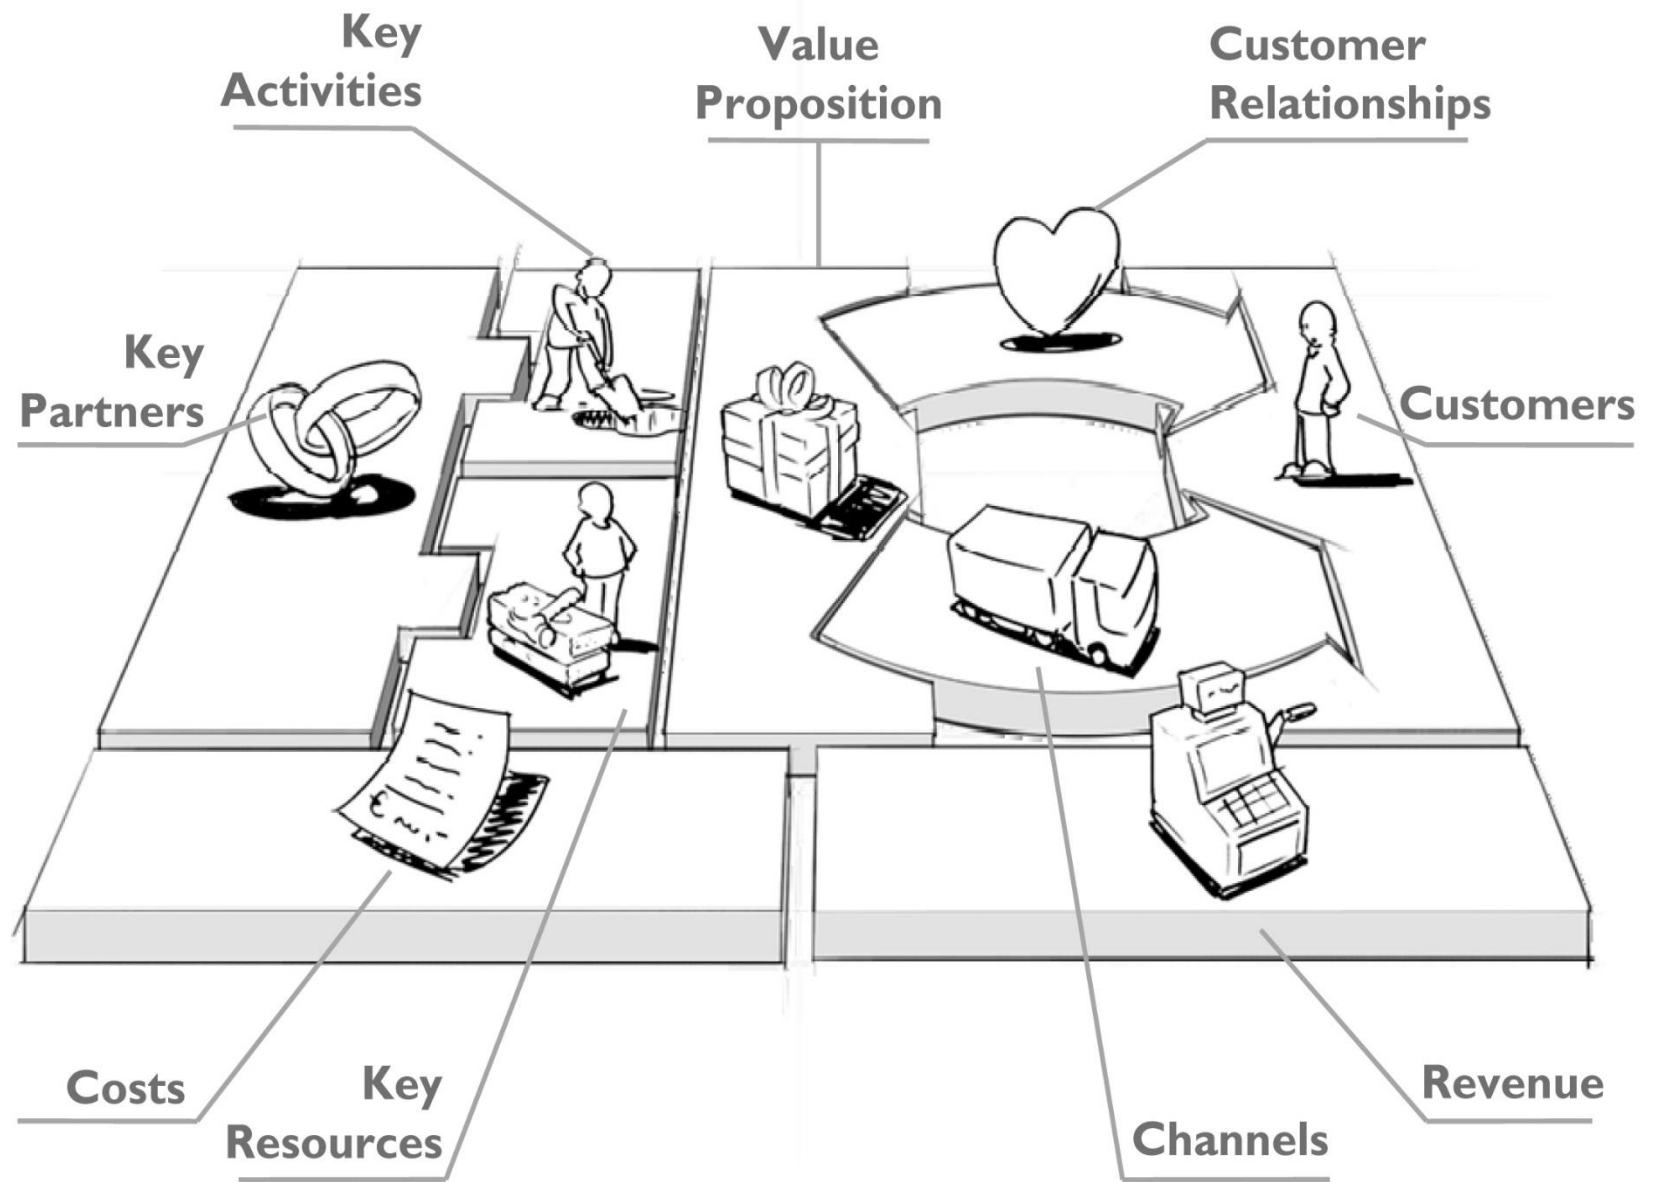 Key
Activities
Value
Proposition
Customer
Relationships
Key
Partners
Customers
Costs
Key
Resources
Channels
Revenue